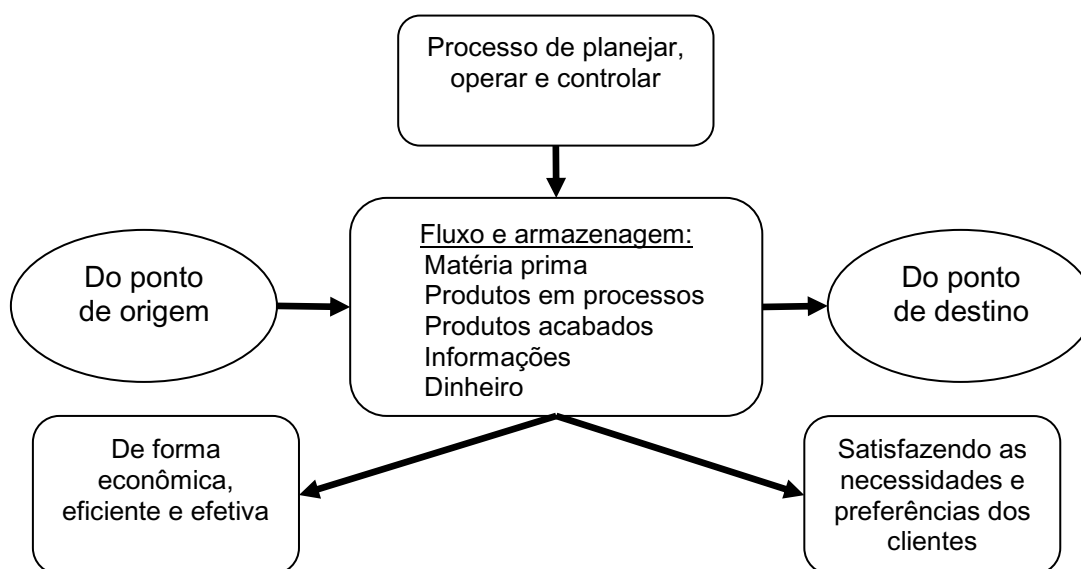 Processo de planejar,
operar e controlar
Do ponto
de origem
Fluxo e armazenagem:
Matéria prima
Produtos em processos
Produtos acabados
Informações
Dinheiro
Do ponto
de destino
De forma
econômica,
eficiente e efetiva
Satisfazendo as
necessidades e
preferências dos
clientes